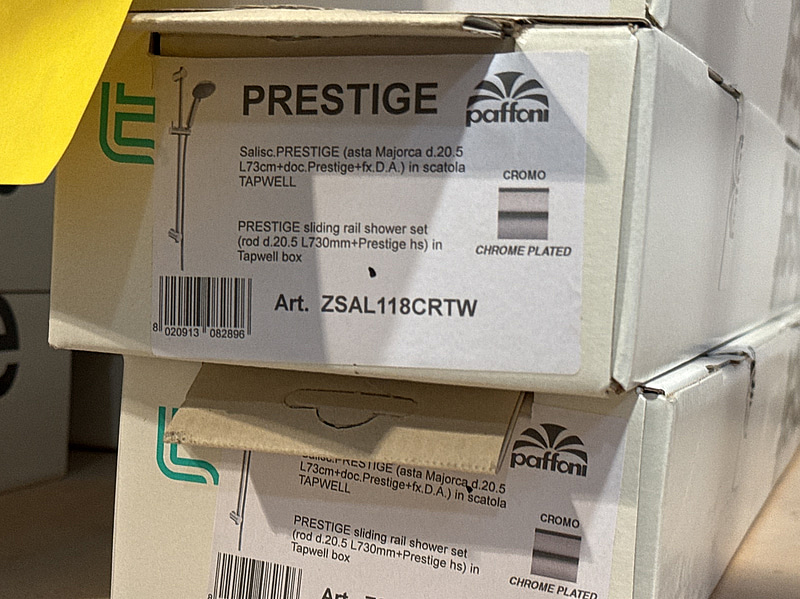 PRESTIGE
paffoni
Salisc.PRESTIGE (asta Majorca d.20.5
L73cm+doc.Prestige+fx.D.A.) in scatola
TAPWELL
CROMO
PRESTIGE sliding rail shower set
(rod d.20.5 L730mm+Prestige hs) in
Tapwell box
CHROME PLATED
Art. ZSAL118CRTW
8 020913 082896
paffoni
Salisc.PRESTIGE (asta Majorca d.20.5
L73cm+doc.Prestige+fx.D.A.) in scatola
TAPWELL
CROMO
PRESTIGE sliding rail shower set
(rod d.20.5 L730mm+Prestige hs) in
Tapwell box
CHROME PLATED
Art.
e